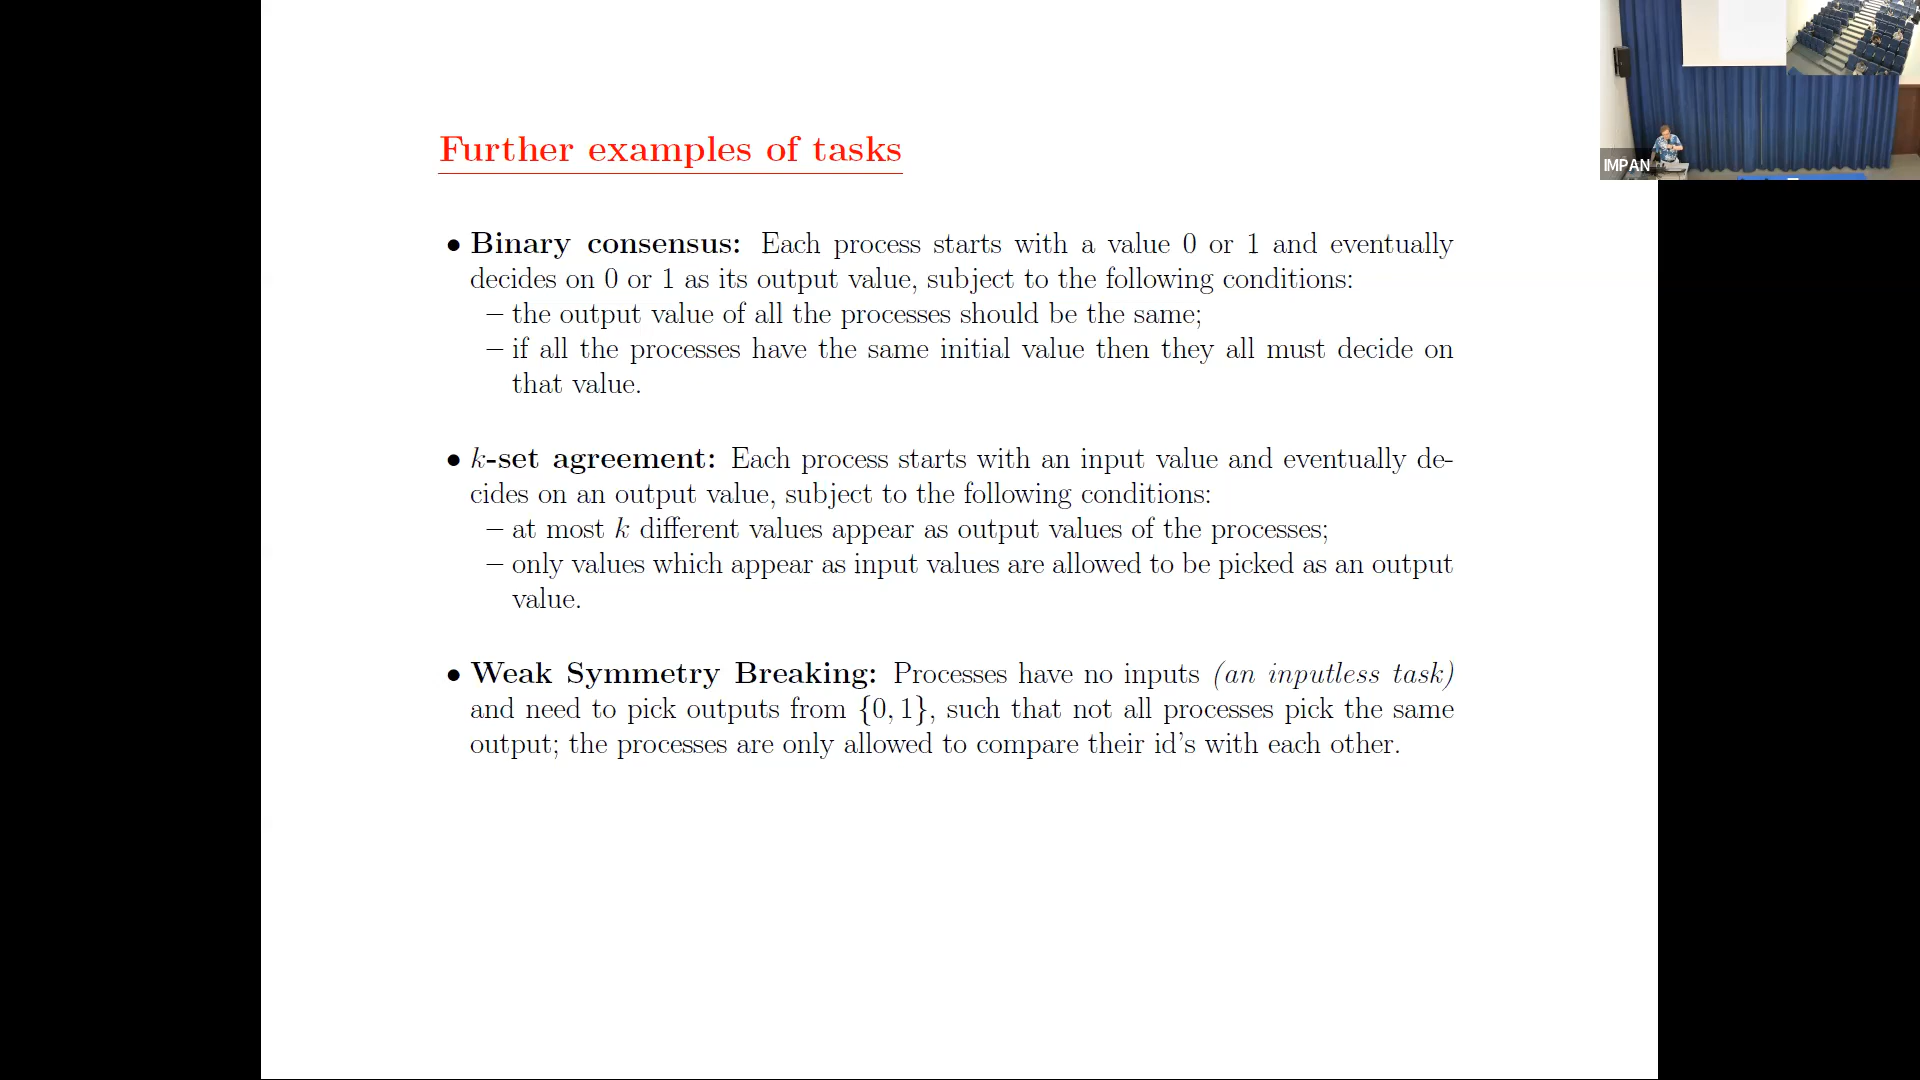 Further examples of tasks
• Binary consensus: Each process starts with a value 0 or 1 and eventually
decides on 0 or 1 as its output value, subject to the following conditions:
– the output value of all the processes should be the same;
– if all the processes have the same initial value then they all must decide on
that value.
• k-set agreement: Each process starts with an input value and eventually de-
cides on an output value, subject to the following conditions:
– at most k different values appear as output values of the processes;
– only values which appear as input values are allowed to be picked as an output
value.
• Weak Symmetry Breaking: Processes have no inputs (an inputless task)
and need to pick outputs from {0, 1}, such that not all processes pick the same
output; the processes are only allowed to compare their id's with each other.
IMPAN